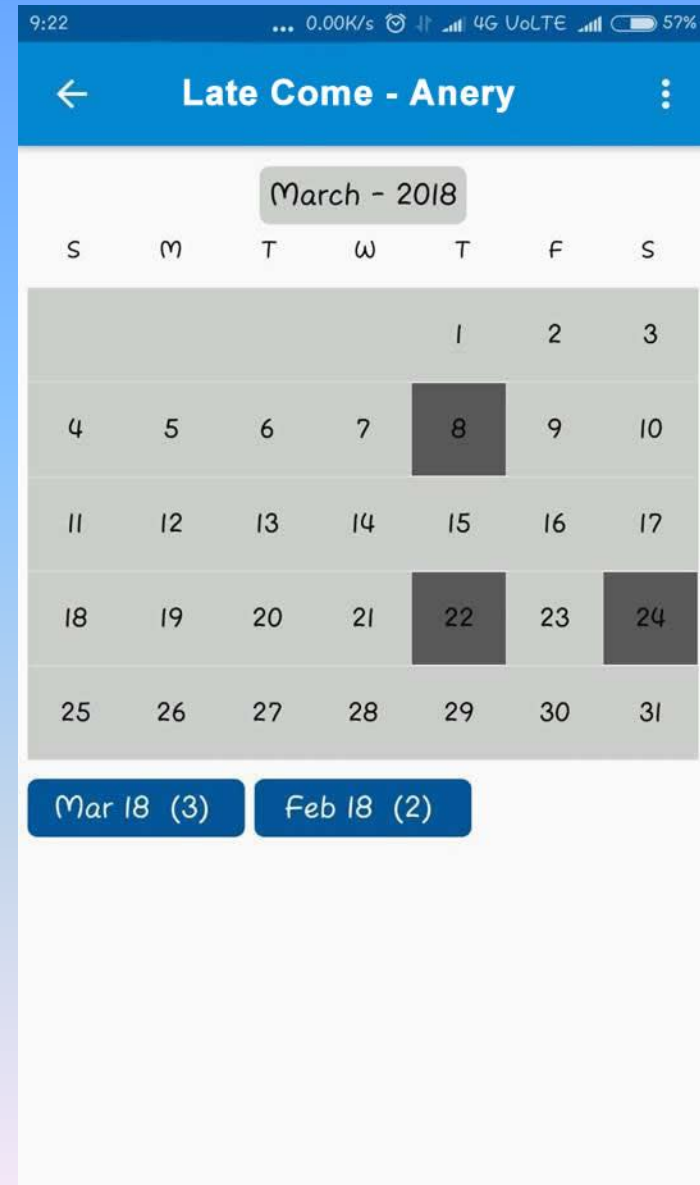 9:22 ... 0.00K/s 4G VoLTE 57%
Late Come - Anery
March - 2018
S M T W T F S
1 2 3
4 5 6 7 8 9 10
11 12 13 14 15 16 17
18 19 20 21 22 23 24
25 26 27 28 29 30 31
Mar 18 (3) Feb 18 (2)